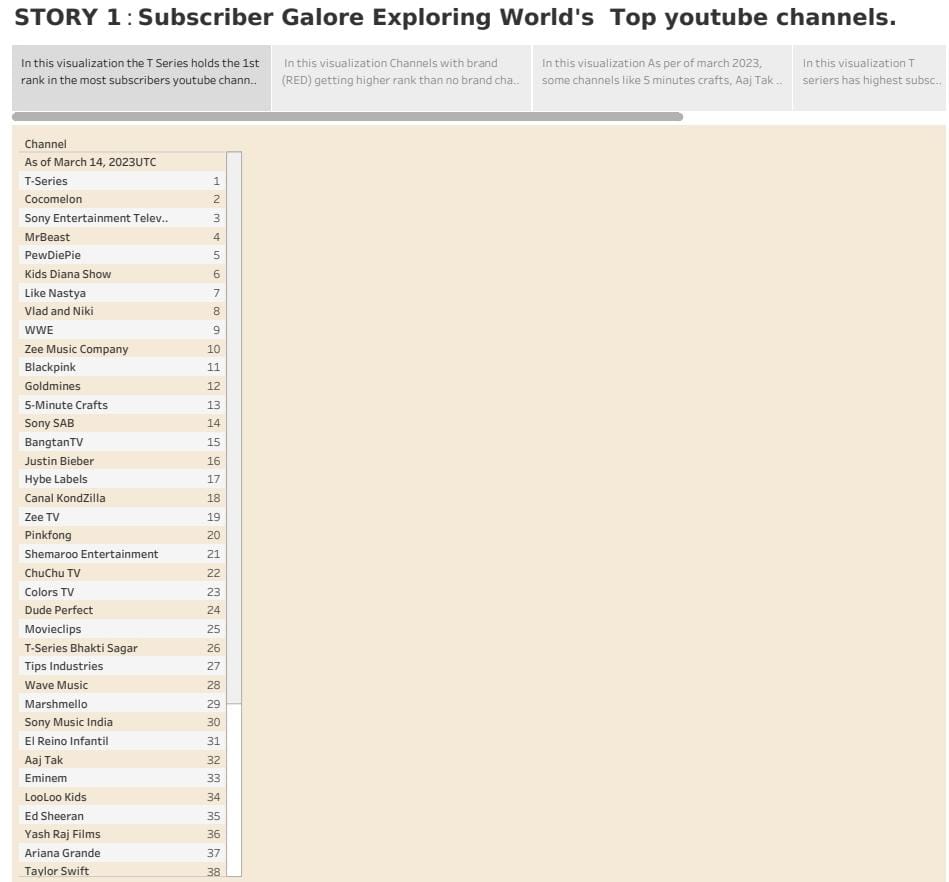 STORY 1 : Subscriber Galore Exploring World's  Top youtube channels.
In this visualization the T Series holds the 1st
rank in the most subscribers youtube chann..
In this visualization Channels with brand
(RED) getting higher rank than no brand cha..
In this visualization As per of march 2023,
some channels like 5 minutes crafts, Aaj Tak ..
In this visualization T
seriers has highest subsc..
Channel
As of March 14, 2023UTC
T-Series 1
Cocomelon 2
Sony Entertainment Telev.. 3
MrBeast 4
PewDiePie 5
Kids Diana Show 6
Like Nastya 7
Vlad and Niki 8
WWE 9
Zee Music Company 10
Blackpink 11
Goldmines 12
5-Minute Crafts 13
Sony SAB 14
BangtanTV 15
Justin Bieber 16
Hybe Labels 17
Canal KondZilla 18
Zee TV 19
Pinkfong 20
Shemaroo Entertainment 21
ChuChu TV 22
Colors TV 23
Dude Perfect 24
Movieclips 25
T-Series Bhakti Sagar 26
Tips Industries 27
Wave Music 28
Marshmello 29
Sony Music India 30
El Reino Infantil 31
Aaj Tak 32
Eminem 33
LooLoo Kids 34
Ed Sheeran 35
Yash Raj Films 36
Ariana Grande 37
Taylor Swift 38